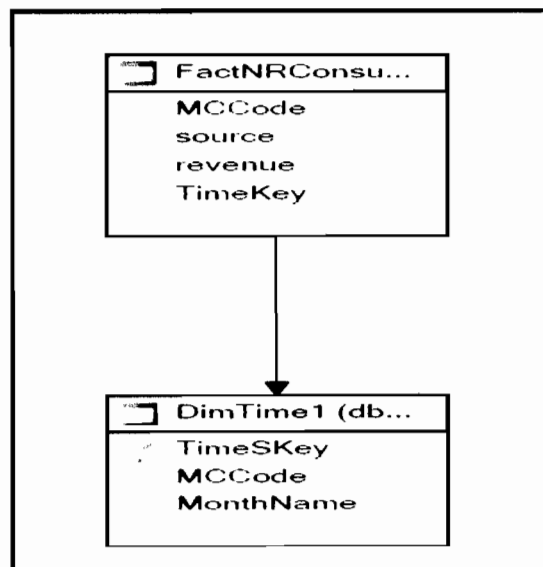 FactNRConsu...
MCCode
source
revenue
TimeKey
DimTime1 (db...
TimeSKey
MCCode
MonthName